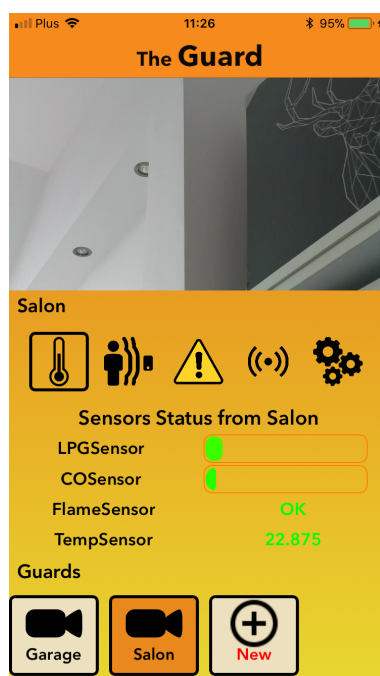 Plus 11:26 95%
The Guard
Salon
Sensors Status from Salon
LPGSensor
COSensor
FlameSensor OK
TempSensor 22.875
Guards
Garage Salon New